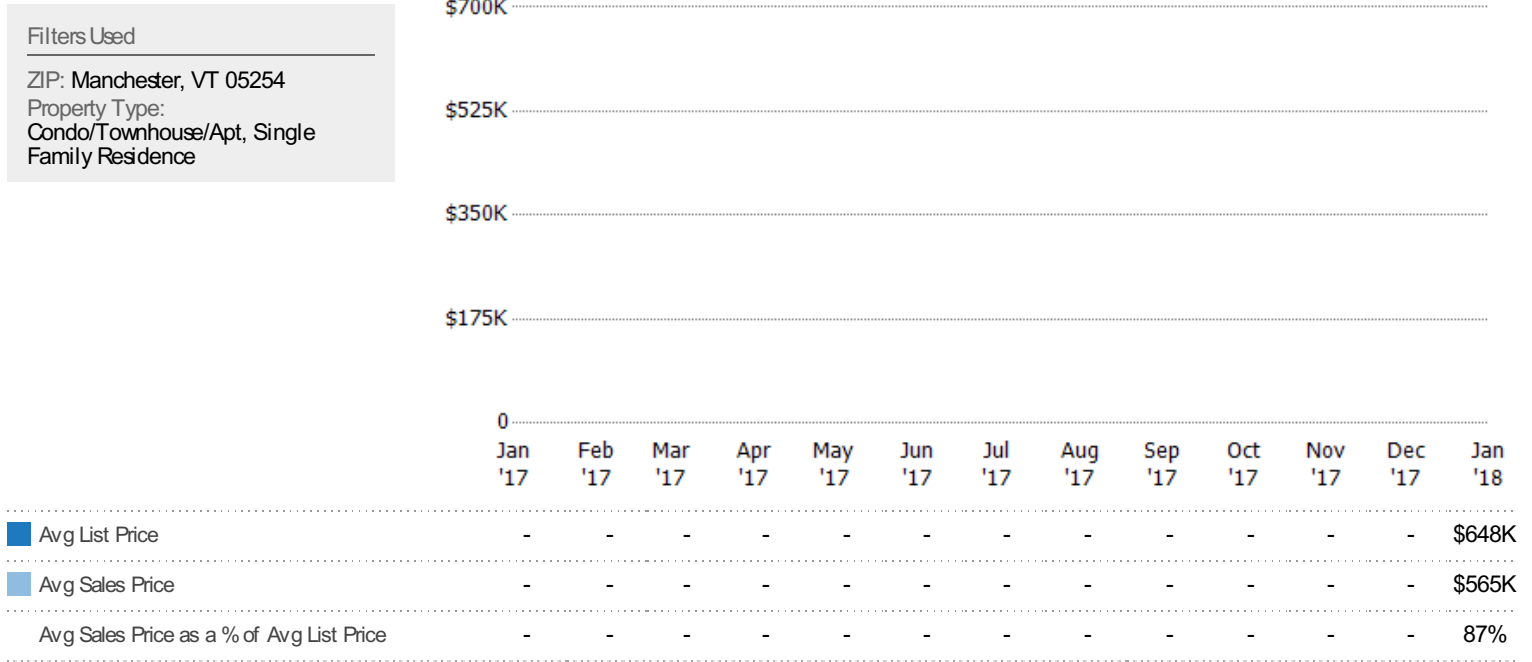 Filters Used
ZIP: Manchester, VT 05254
Property Type:
Condo/Townhouse/Apt, Single
Family Residence
$700K
$525K
$350K
$175K
0
Jan Feb Mar Apr May Jun Jul Aug Sep Oct Nov Dec Jan
'17 '17 '17 '17 '17 '17 '17 '17 '17 '17 '17 '17 '18
Avg List Price - - - - - - - - - - - - $648K
Avg Sales Price - - - - - - - - - - - - $565K
Avg Sales Price as a % of Avg List Price - - - - - - - - - - - - 87%